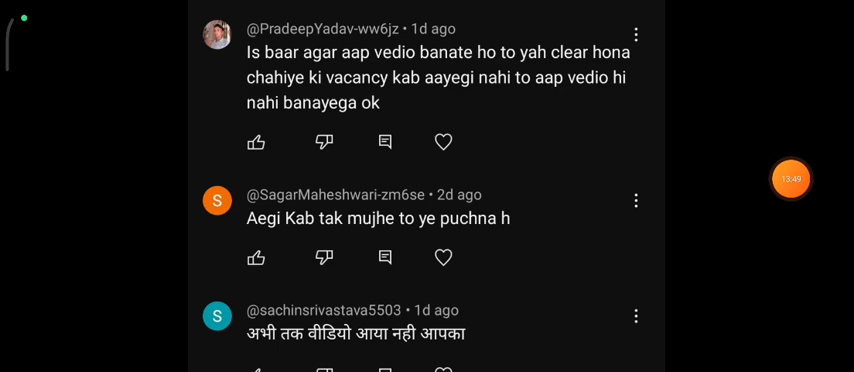 @PradeepYadav-ww6jz • 1d ago
Is baar agar aap vedio banate ho to yah clear hona
chahiye ki vacancy kab aayegi nahi to aap vedio hi
nahi banayega ok
13:49
S
@SagarMaheshwari-zm6se • 2d ago
Aegi Kab tak mujhe to ye puchna h
S
@sachinsrivastava5503 • 1d ago
अभी तक वीडियो आया नही आपका